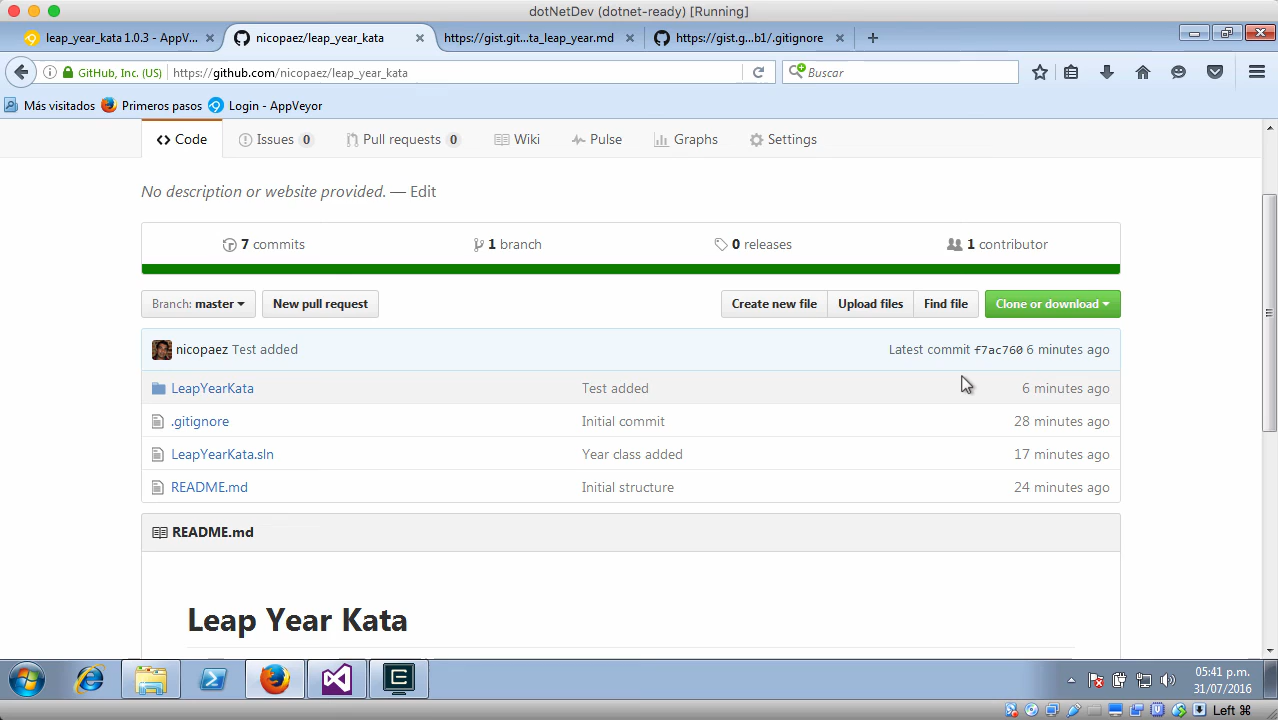 dotNetDev (dotnet-ready) [Running]
leap_year_kata 1.0.3 - AppV...
nicopaez/leap_year_kata
https://gist.git...ta_leap_year.md
https://gist.g...b1/.gitignore
GitHub, Inc. (US)
https://github.com/nicopaez/leap_year_kata
Buscar
Más visitados
Primeros pasos
Login - AppVeyor
Code
Issues 0
Pull requests 0
Wiki
Pulse
Graphs
Settings
No description or website provided. — Edit
7 commits
1 branch
0 releases
1 contributor
Branch: master
New pull request
Create new file
Upload files
Find file
Clone or download
nicopaez Test added
Latest commit f7ac760 6 minutes ago
LeapYearKata
Test added
6 minutes ago
.gitignore
Initial commit
28 minutes ago
LeapYearKata.sln
Year class added
17 minutes ago
README.md
Initial structure
24 minutes ago
README.md
Leap Year Kata
05:41 p.m.
31/07/2016
Left ⌘